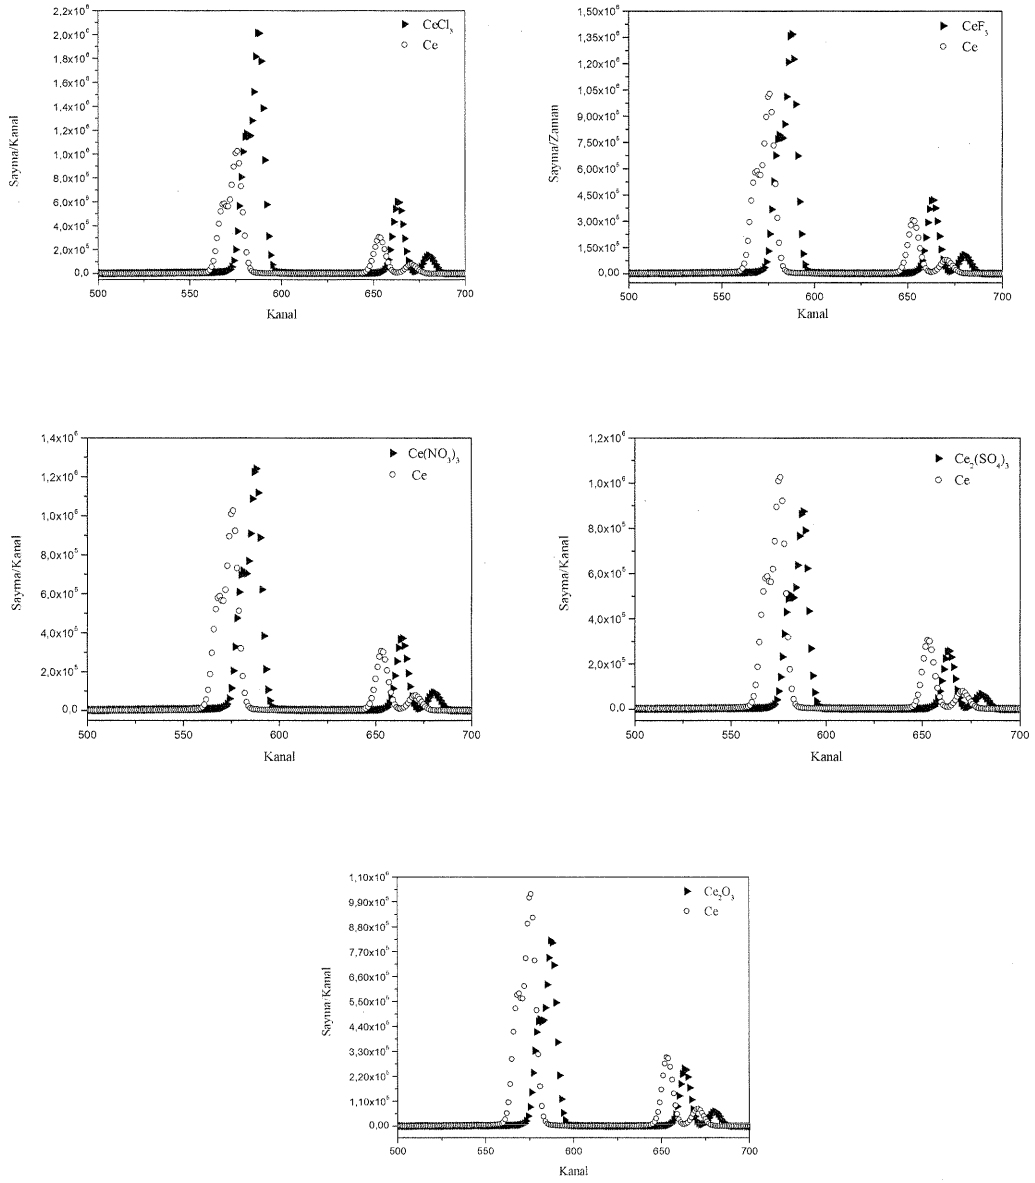 2,2x10⁶
2,0x10⁶
1,8x10⁶
1,6x10⁶
1,4x10⁶
1,2x10⁶
1,0x10⁶
8,0x10⁵
6,0x10⁵
4,0x10⁵
2,0x10⁵
0,0
Sayma/Kanal
CeCl₃
Ce
500 550 600 650 700
Kanal
1,50x10⁶
1,35x10⁶
1,20x10⁶
1,05x10⁶
9,00x10⁵
7,50x10⁵
6,00x10⁵
4,50x10⁵
3,00x10⁵
1,50x10⁵
0,00
Sayma/Zaman
CeF₃
Ce
500 550 600 650 700
Kanal
1,4x10⁶
1,2x10⁶
1,0x10⁶
8,0x10⁵
6,0x10⁵
4,0x10⁵
2,0x10⁵
0,0
Sayma/Kanal
Ce(NO₃)₃
Ce
500 550 600 650 700
Kanal
1,2x10⁶
1,0x10⁶
8,0x10⁵
6,0x10⁵
4,0x10⁵
2,0x10⁵
0,0
Sayma/Kanal
Ce₂(SO₄)₃
Ce
500 550 600 650 700
Kanal
1,10x10⁶
9,90x10⁵
8,80x10⁵
7,70x10⁵
6,60x10⁵
5,50x10⁵
4,40x10⁵
3,30x10⁵
2,20x10⁵
1,10x10⁵
0,00
Sayma/Kanal
Ce₂O₃
Ce
500 550 600 650 700
Kanal